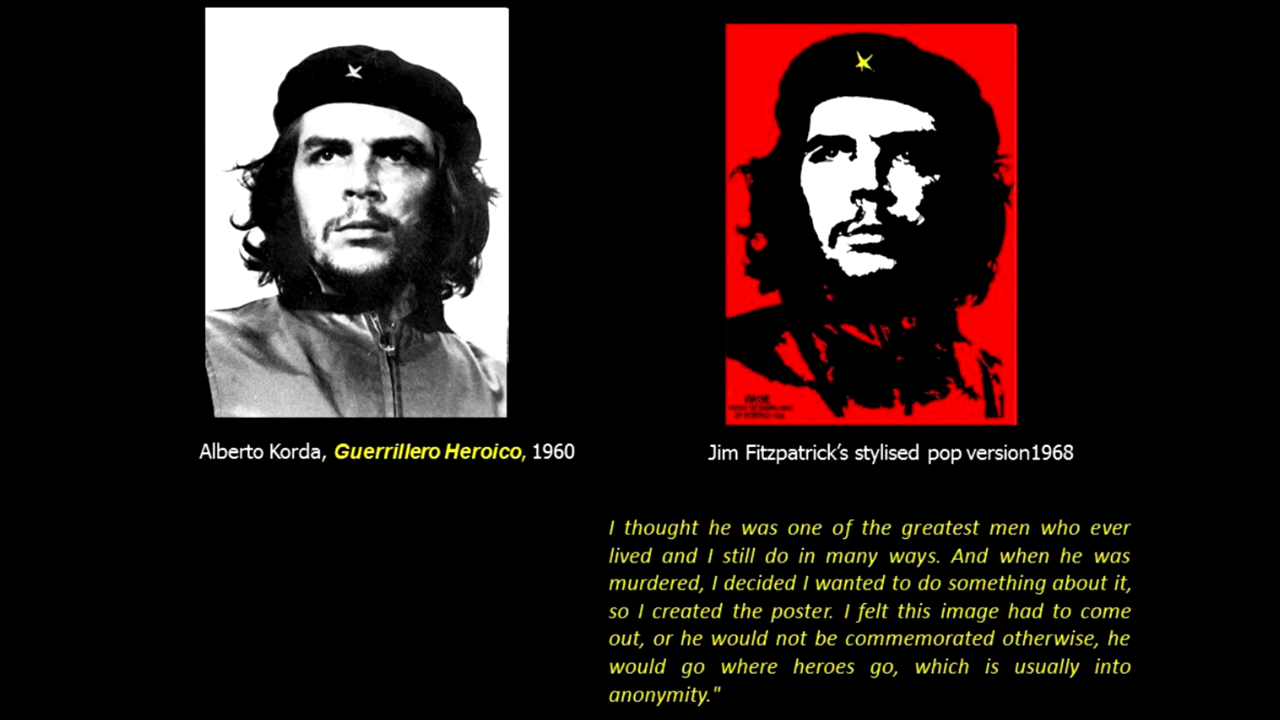 Alberto Korda, Guerrillero Heroico, 1960
Jim Fitzpatrick’s stylised pop version1968
I thought he was one of the greatest men who ever
lived and I still do in many ways. And when he was
murdered, I decided I wanted to do something about it,
so I created the poster. I felt this image had to come
out, or he would not be commemorated otherwise, he
would go where heroes go, which is usually into
anonymity."